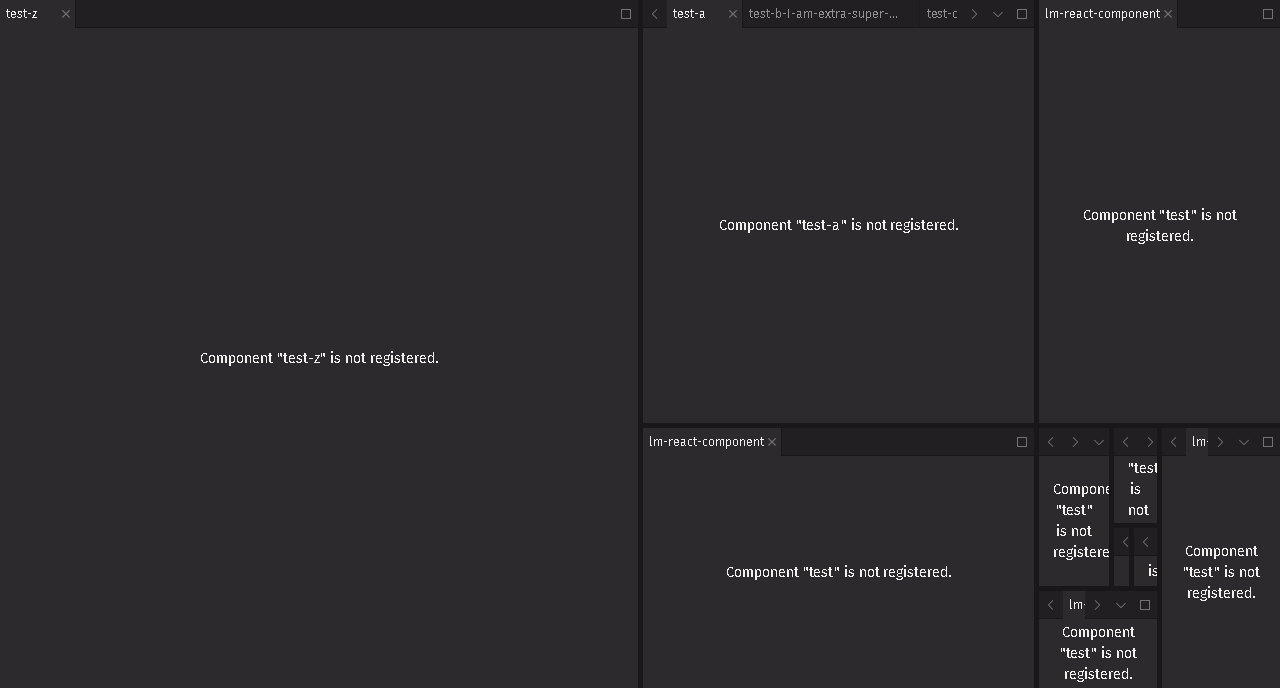 test-z
test-a
test-b-I-am-extra-super-...
test-c
lm-react-component
Component "test-z" is not registered.
Component "test-a" is not registered.
Component "test" is not
registered.
lm-react-component
Component "test" is not registered.
Compone
"test"
is not
registere
"test
is
not
is
lm-
Component
"test" is not
registered.
lm-
Component
"test" is not
registered.